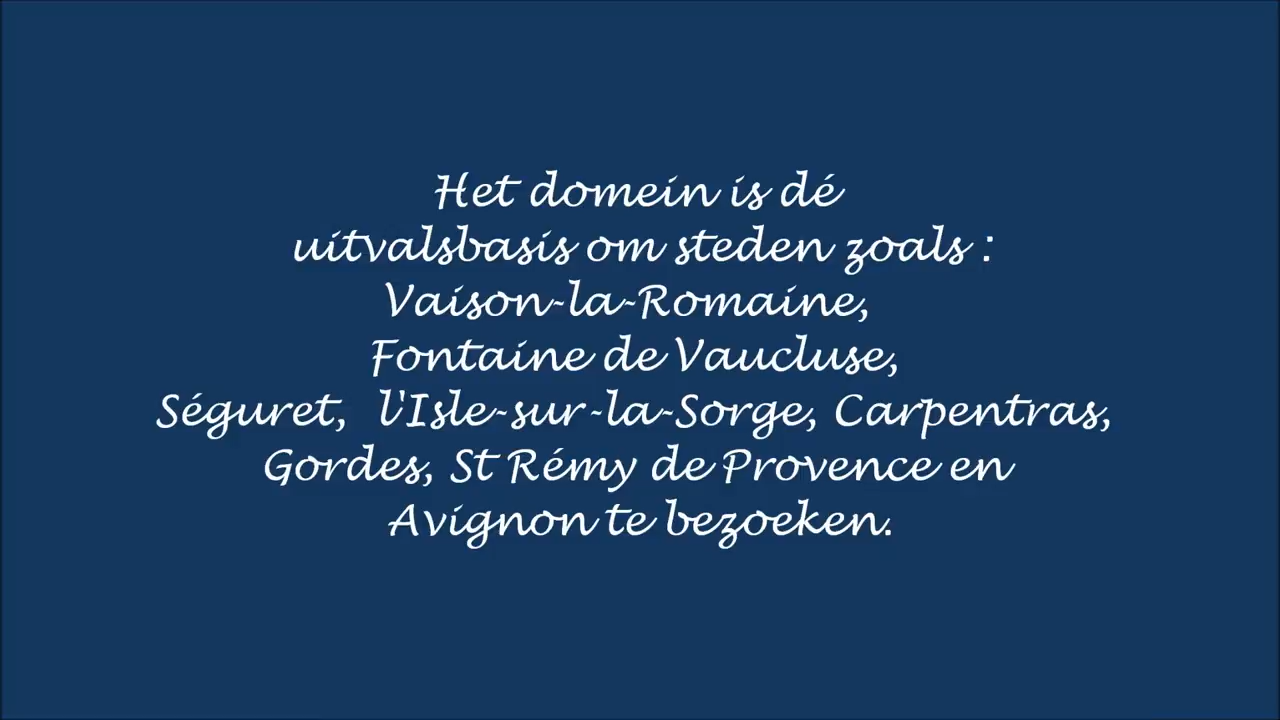 Het domein is dé
uitvalsbasis om steden zoals :
Vaison-la-Romaine,
Fontaine de Vaucluse,
Séguret,  l'Isle-sur-la-Sorge, Carpentras,
Gordes, St Rémy de Provence en
Avignon te bezoeken.